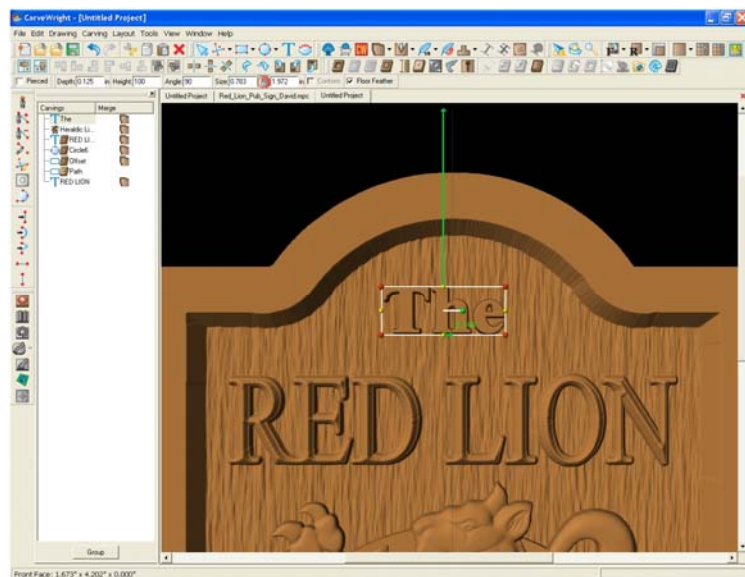 CarveWright - [Untitled Project]
File Edit Drawing Carving Layout Tools View Window Help
Pierced Depth 0.125 in. Height 100 Angle 90 Size 0.783 1.972 in. Contoris Floor Feather
Untitled Project Red_Lion_Pub_Sign_David.mpc Untitled Project
Carvings Merge
The
Heraldic Li...
RED LI...
Circle6
Offset
Path
RED LION
The
RED LION
Group
Front Face: 1.673" x 4.202" x 0.000"